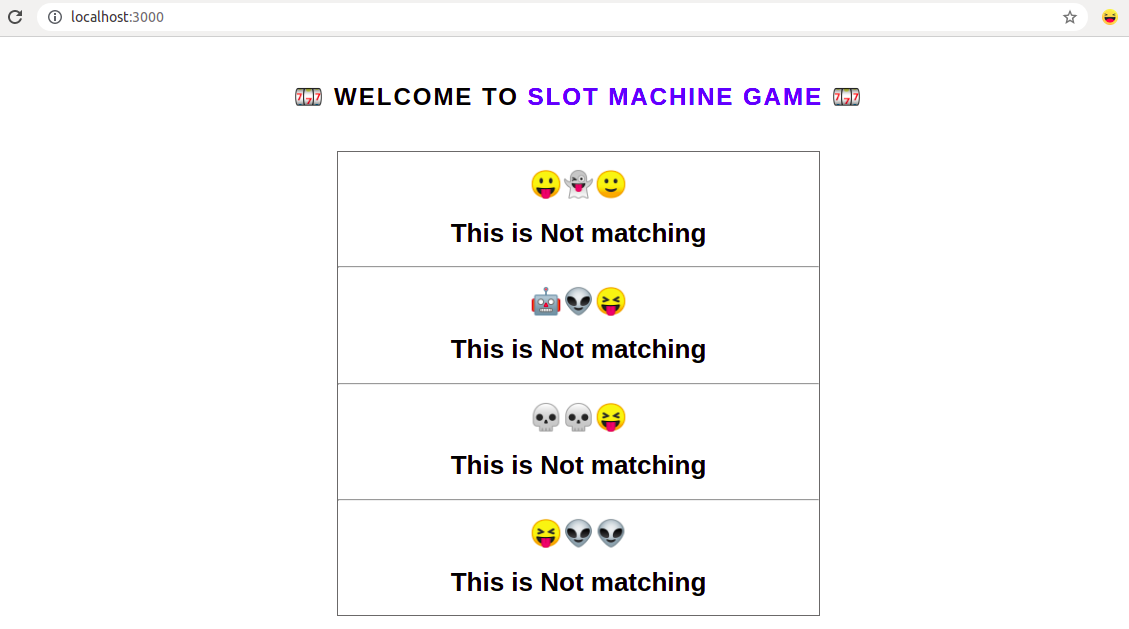 localhost:3000
🎰 WELCOME TO SLOT MACHINE GAME 🎰
😛👻🙂
This is Not matching
🤖👽😝
This is Not matching
💀💀😝
This is Not matching
😝👽👽
This is Not matching